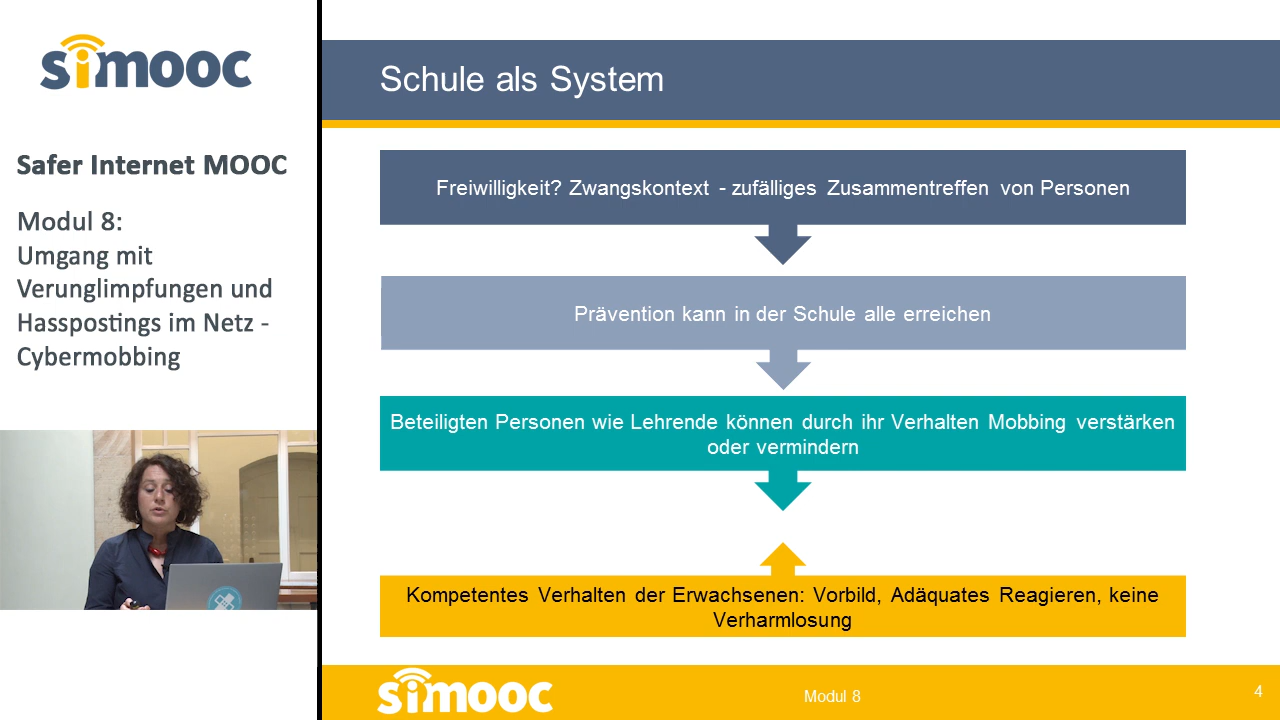 simooc
Safer Internet MOOC
Modul 8:
Umgang mit
Verunglimpfungen und
Hasspostings im Netz -
Cybermobbing
Schule als System
Freiwilligkeit? Zwangskontext - zufälliges Zusammentreffen von Personen
Prävention kann in der Schule alle erreichen
Beteiligten Personen wie Lehrende können durch ihr Verhalten Mobbing verstärken
oder vermindern
Kompetentes Verhalten der Erwachsenen: Vorbild, Adäquates Reagieren, keine
Verharmlosung
simooc
Modul 8
4